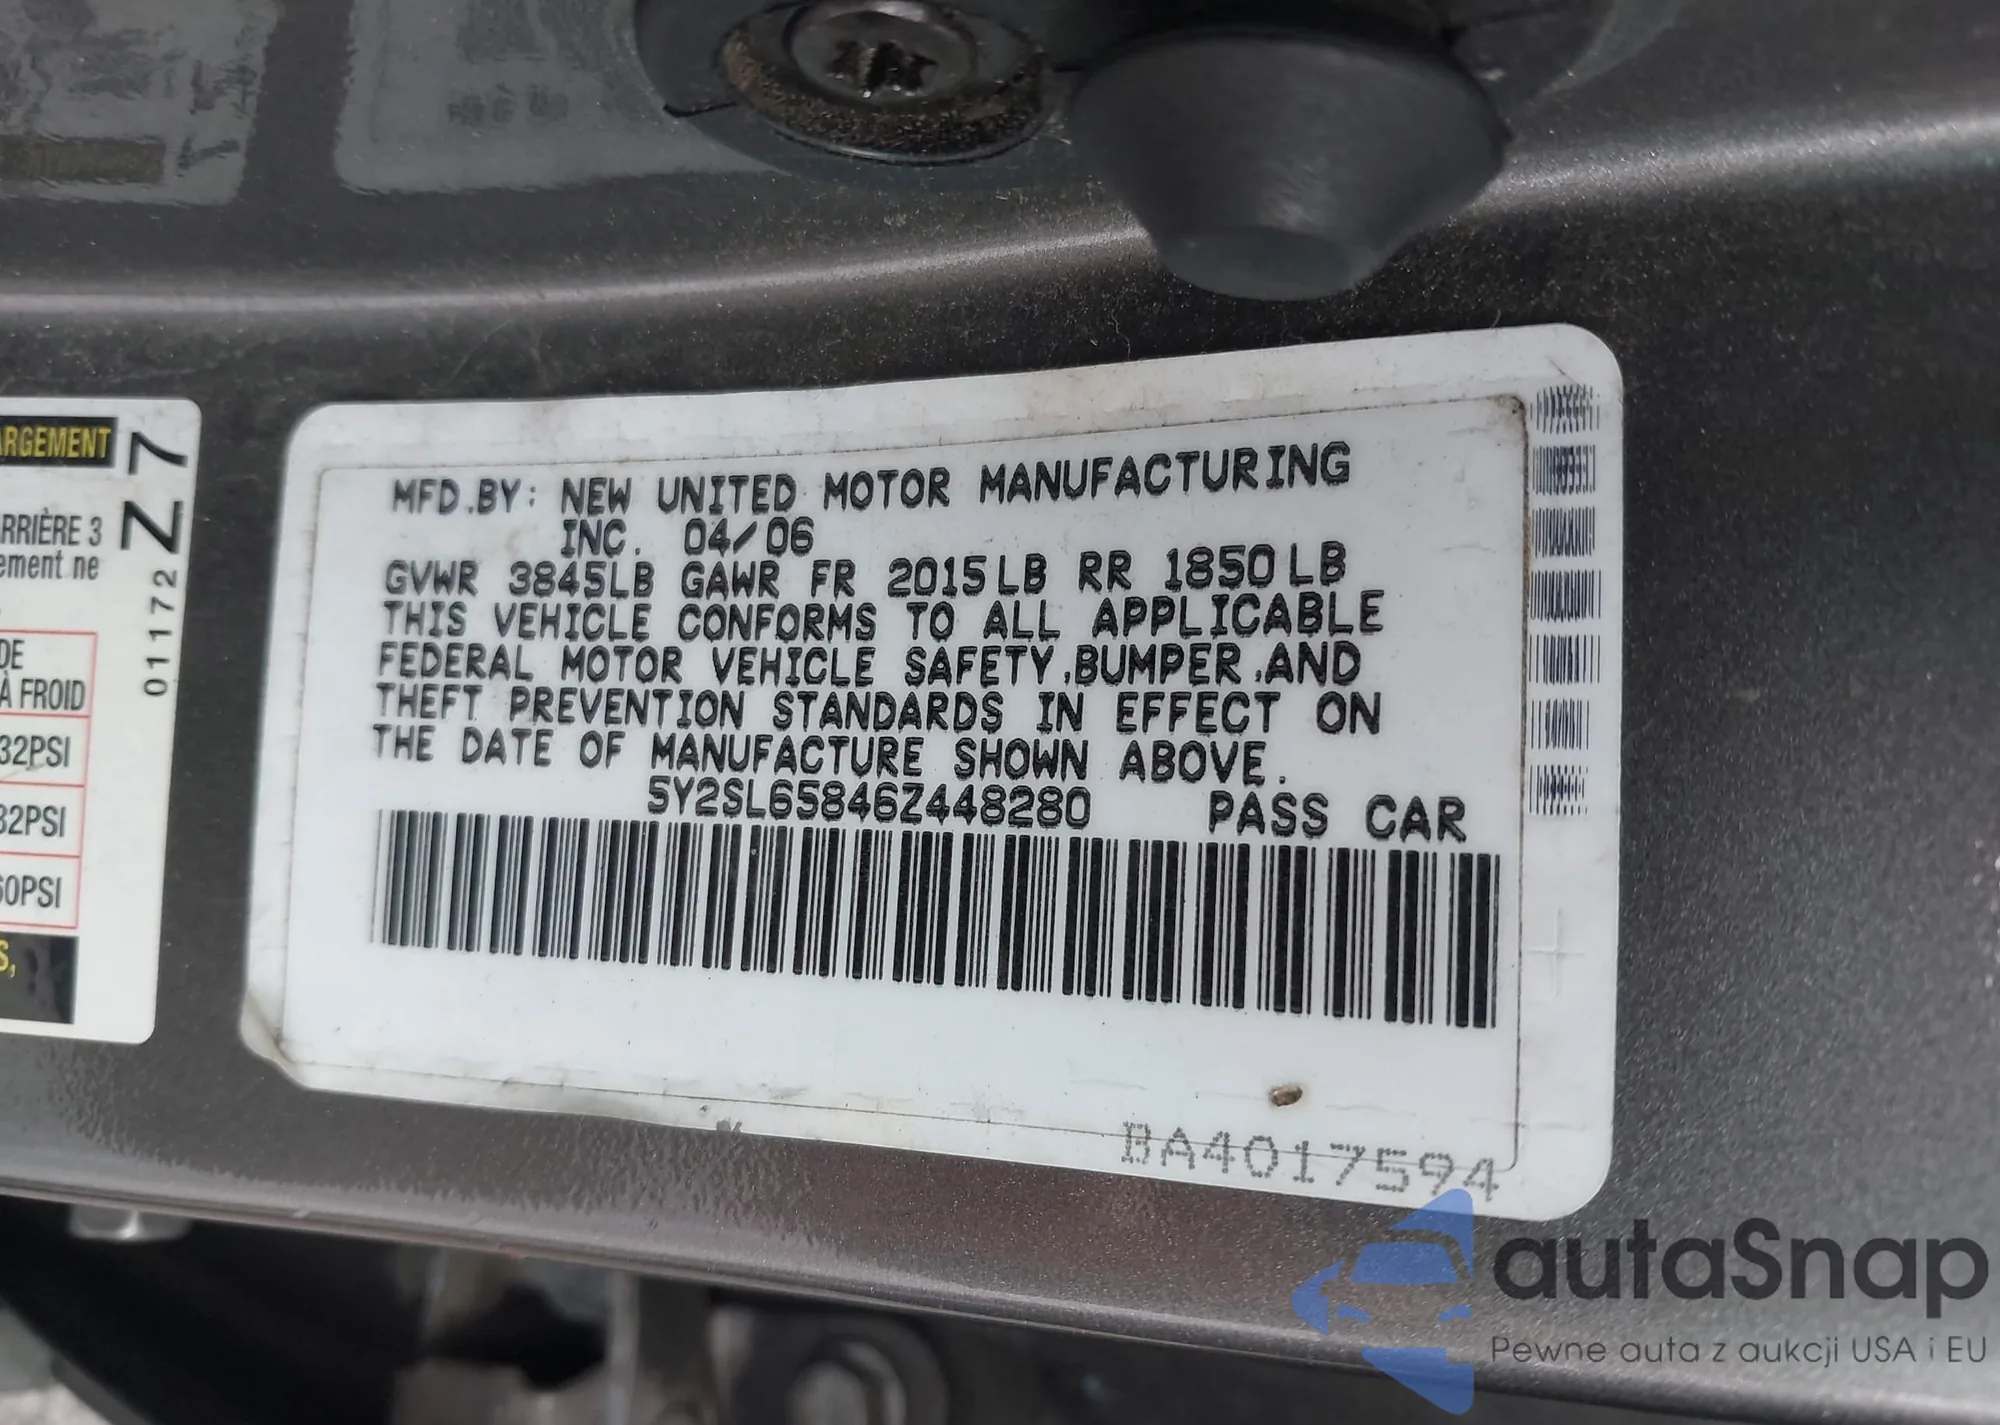 ARGEMENT
ARRIÈRE 3
ement ne
DE
À FROID
32PSI
32PSI
60PSI
S,
Z7
01172
MFD.BY: NEW UNITED MOTOR MANUFACTURING
INC. 04/06
GVWR 3845LB GAWR FR 2015LB RR 1850LB
THIS VEHICLE CONFORMS TO ALL APPLICABLE
FEDERAL MOTOR VEHICLE SAFETY,BUMPER,AND
THEFT PREVENTION STANDARDS IN EFFECT ON
THE DATE OF MANUFACTURE SHOWN ABOVE.
5Y2SL65846Z448280 PASS CAR
BA4017594
autaSnap
Pewne auta z aukcji USA i EU